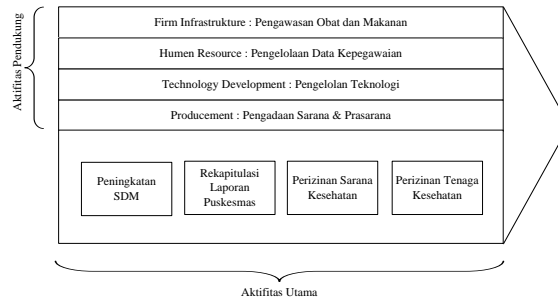 Aktifitas Pendukung
Firm Infrastrukture : Pengawasan Obat dan Makanan
Humen Resource : Pengelolaan Data Kepegawaian
Technology Development : Pengelolan Teknologi
Producement : Pengadaan Sarana & Prasarana
Peningkatan
SDM
Rekapitulasi
Laporan
Puskesmas
Perizinan Sarana
Kesehatan
Perizinan Tenaga
Kesehatan
Aktifitas Utama